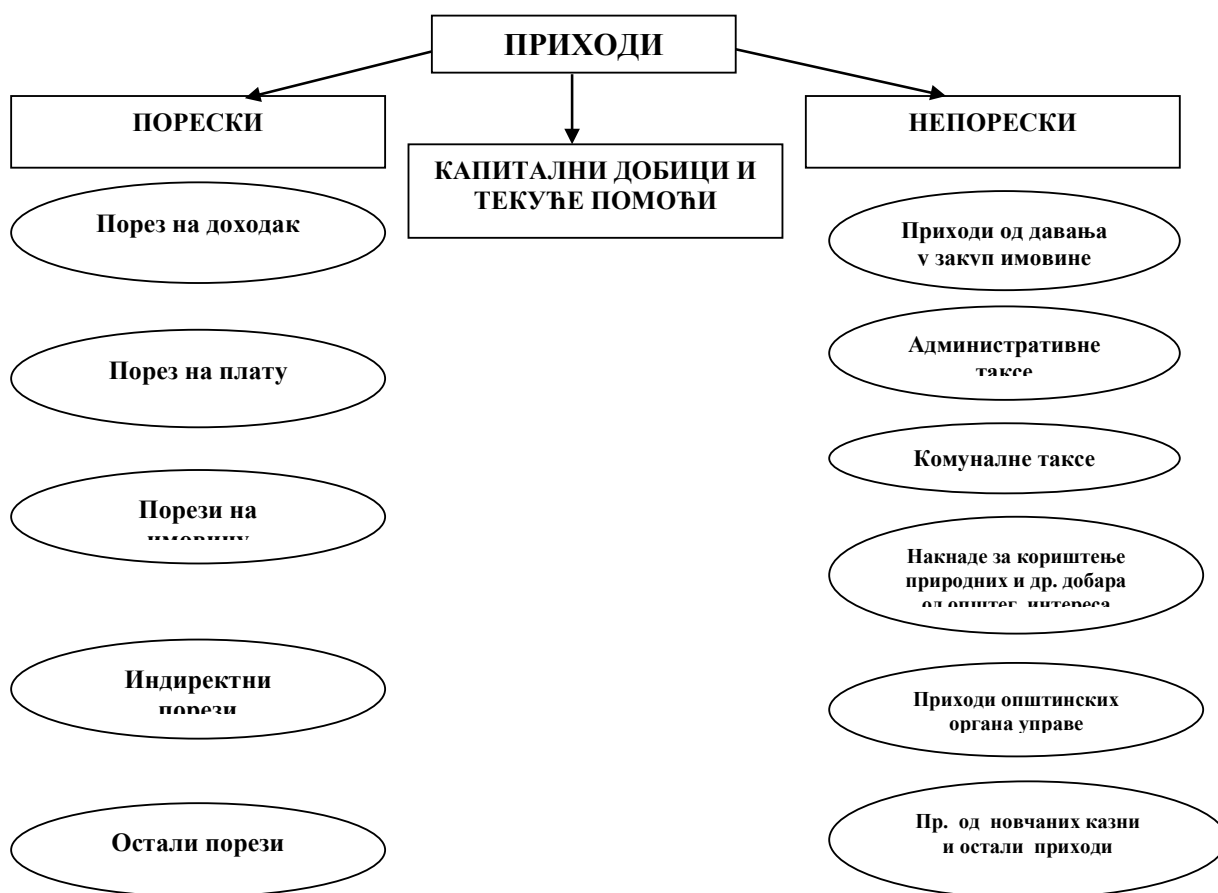 ПРИХОДИ
ПОРЕСКИ
КАПИТАЛНИ ДОБИЦИ И
ТЕКУЋЕ ПОМОЋИ
НЕПОРЕСКИ
Порез на доходак
Порез на плату
Порези на
имовину
Индиректни
порези
Остали порези
Приходи од давања
у закуп имовине
Административне
таксе
Комуналне таксе
Накнаде за кориштење
природних и др. добара
од општег интереса
Приходи општинских
органа управе
Пр. од новчаних казни
и остали приходи